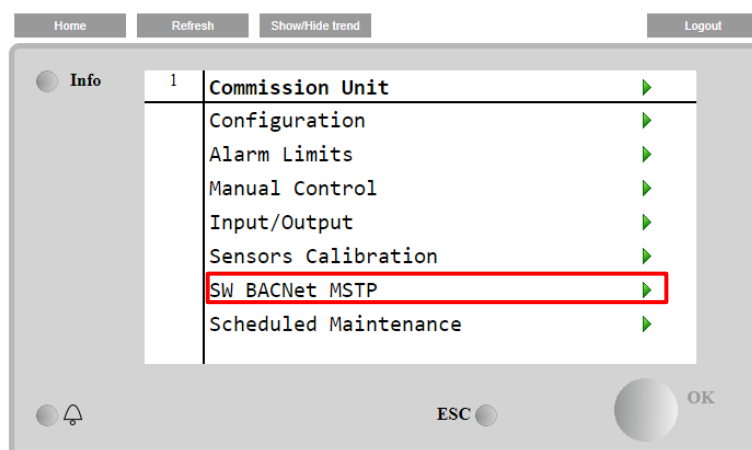 Home Refresh Show/Hide trend Logout
Info
1 Commission Unit
Configuration
Alarm Limits
Manual Control
Input/Output
Sensors Calibration
SW BACNet MSTP
Scheduled Maintenance
ESC OK